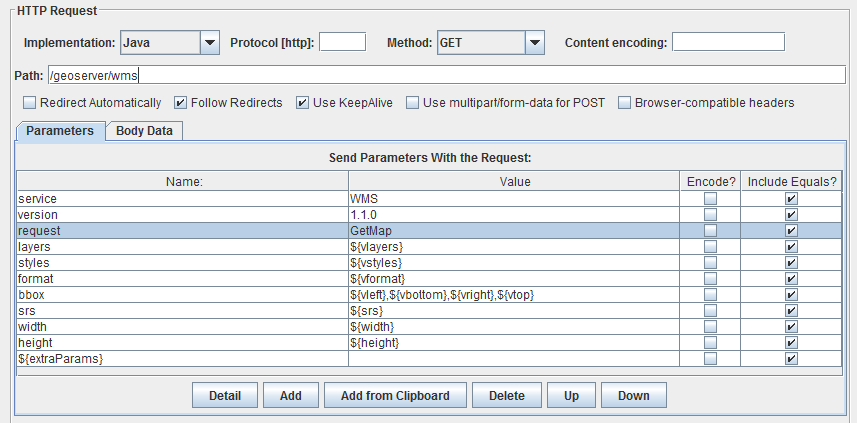 HTTP Request
Implementation: Java Protocol [http]: Method: GET Content encoding:
Path: /geoserver/wms
Redirect Automatically Follow Redirects Use KeepAlive Use multipart/form-data for POST Browser-compatible headers
Parameters Body Data
Send Parameters With the Request:
Name: Value Encode? Include Equals?
service WMS
version 1.1.0
request GetMap
layers ${vlayers}
styles ${vstyles}
format ${vformat}
bbox ${vleft},${vbottom},${vright},${vtop}
srs ${srs}
width ${width}
height ${height}
${extraParams}
Detail Add Add from Clipboard Delete Up Down